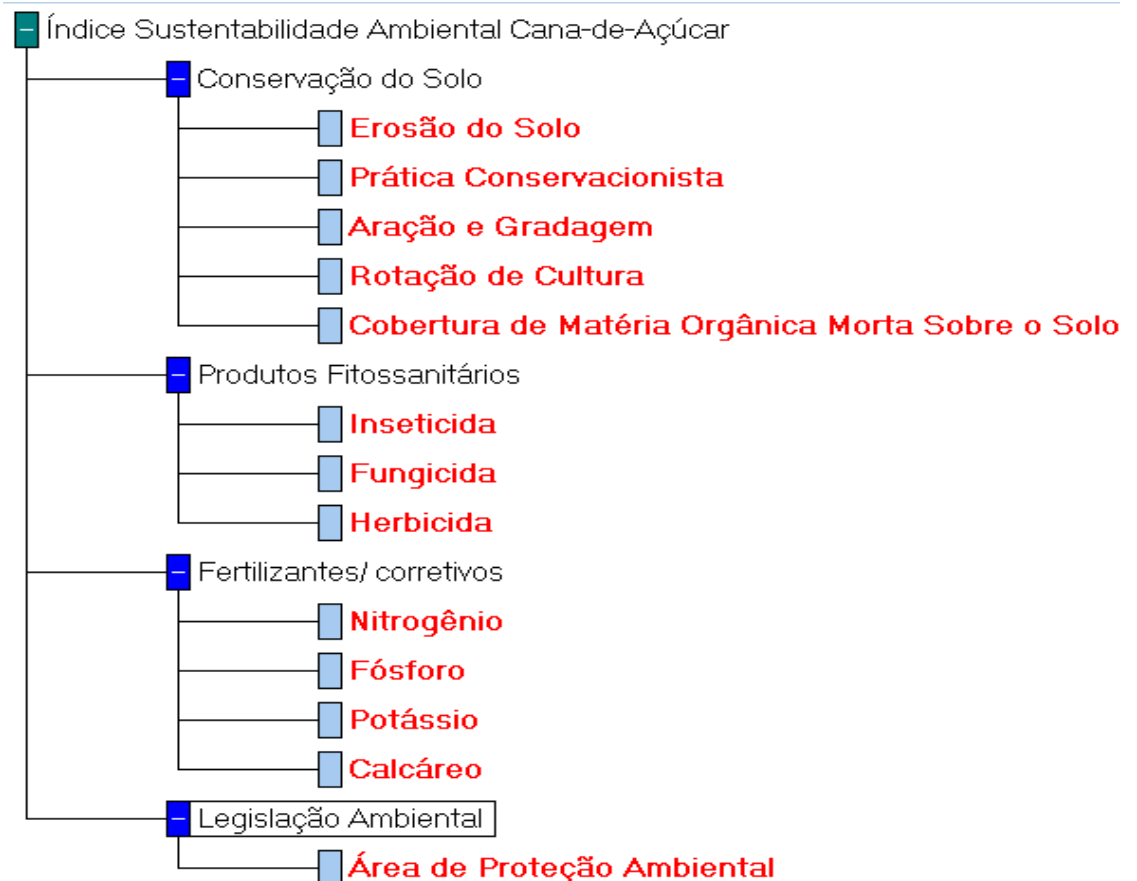 Índice Sustentabilidade Ambiental Cana-de-Açúcar
Conservação do Solo
Erosão do Solo
Prática Conservacionista
Aração e Gradagem
Rotação de Cultura
Cobertura de Matéria Orgânica Morta Sobre o Solo
Produtos Fitossanitários
Inseticida
Fungicida
Herbicida
Fertilizantes/ corretivos
Nitrogênio
Fósforo
Potássio
Calcáreo
Legislação Ambiental
Área de Proteção Ambiental